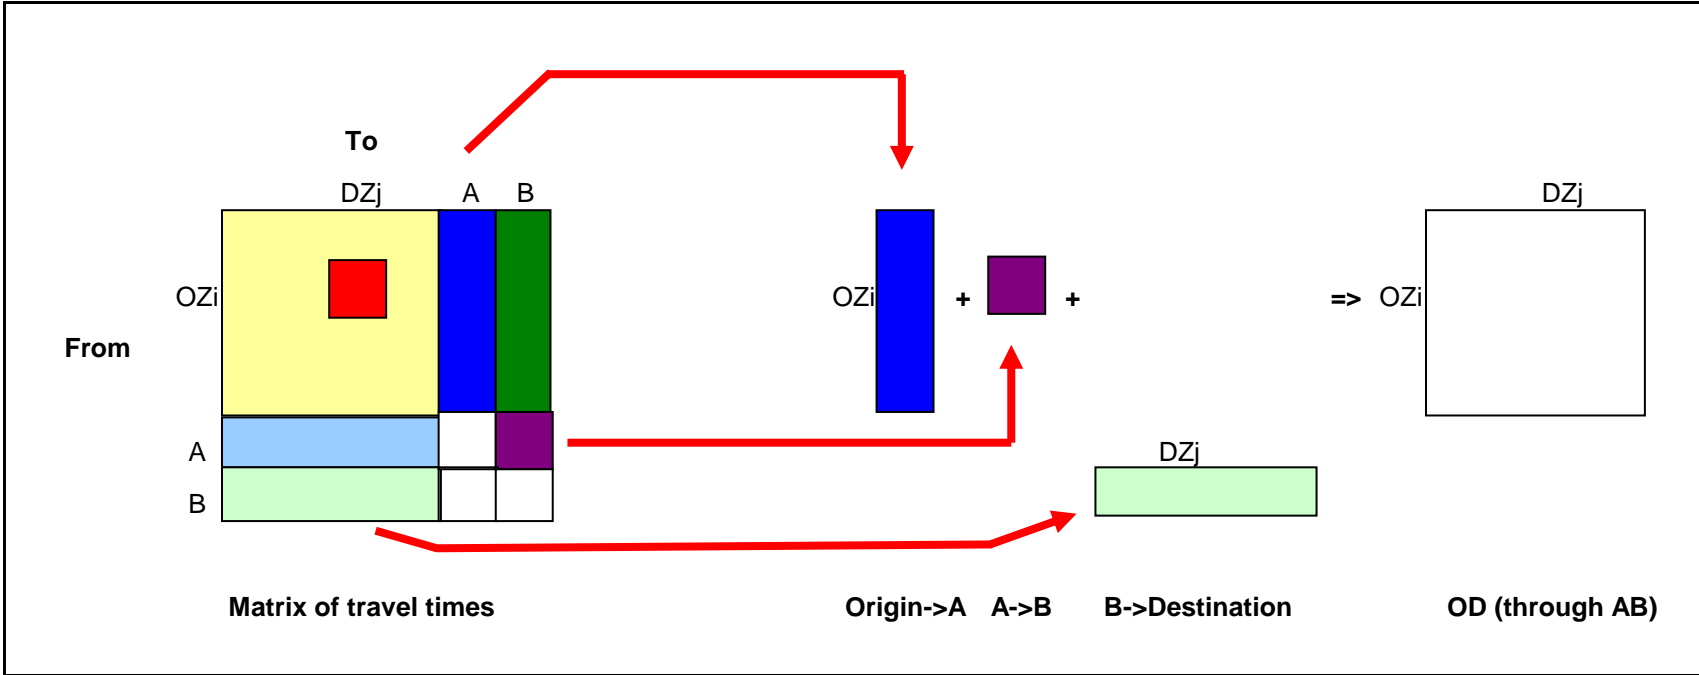 To
DZj A B DZj
OZi OZi + + => OZi
From
A DZj
B
Matrix of travel times Origin->A A->B B->Destination OD (through AB)